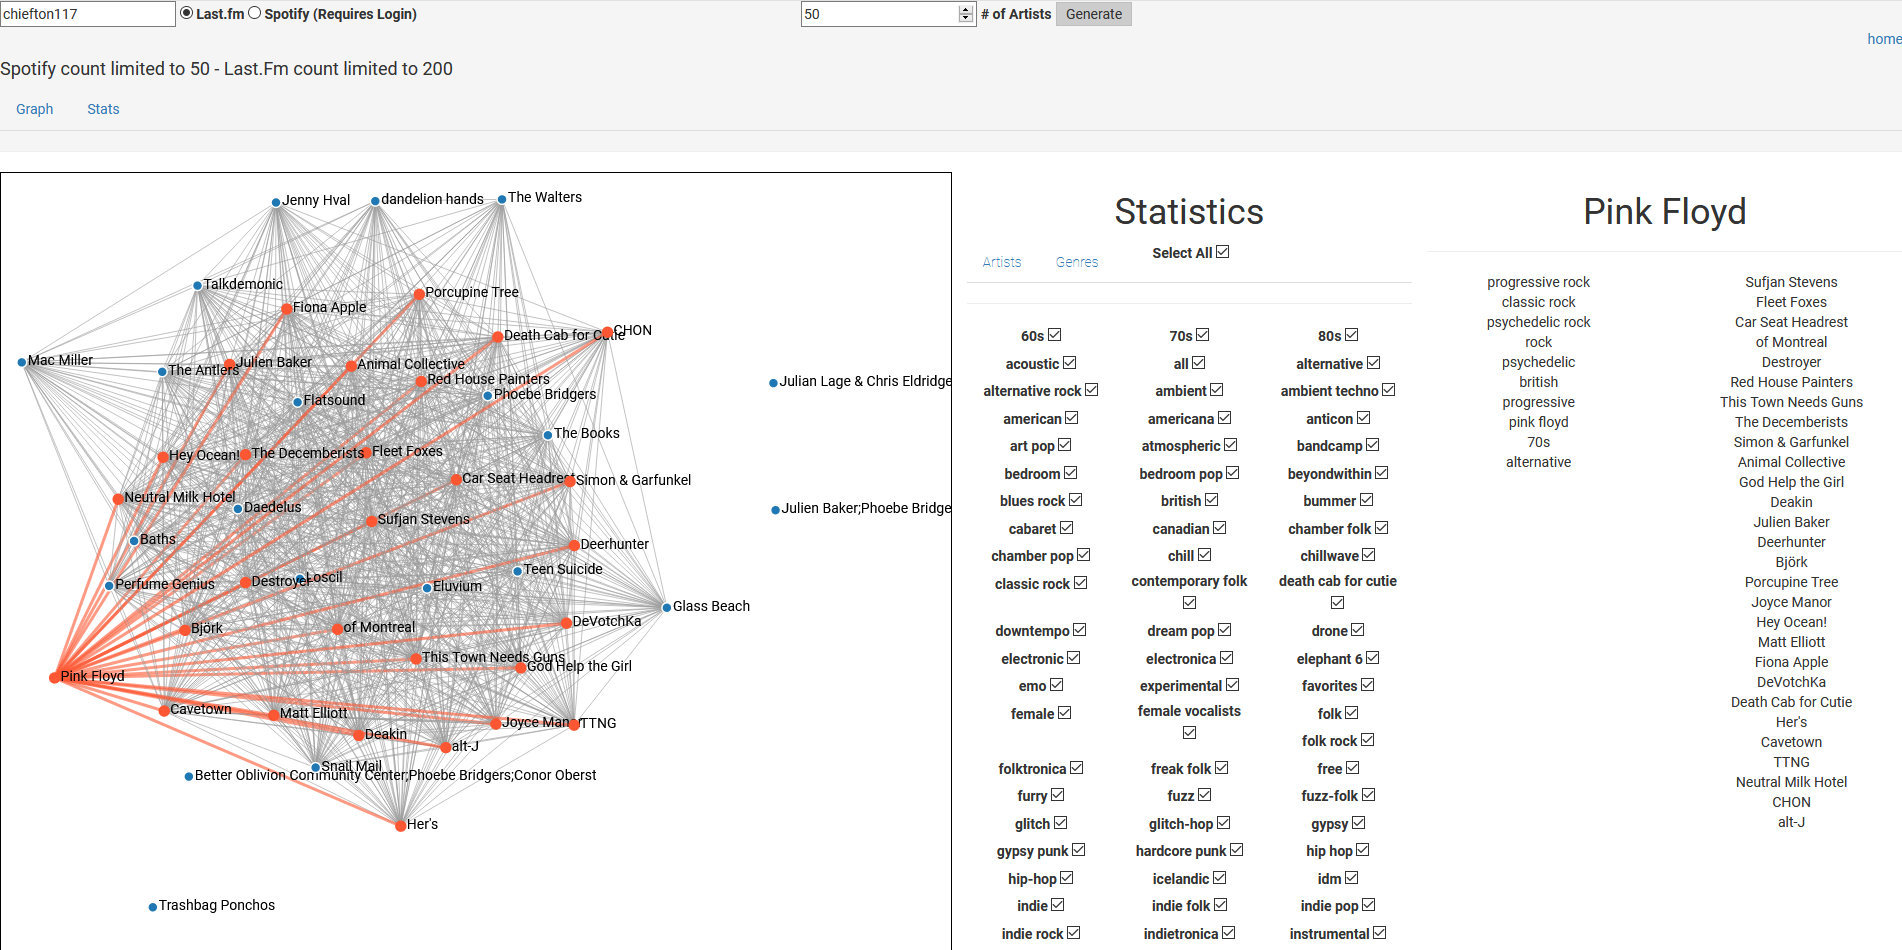 chiefton117 Last.fm Spotify (Requires Login) 50 # of Artists Generate
home
Spotify count limited to 50 - Last.Fm count limited to 200
Graph Stats
Jenny Hval
dandelion hands
The Walters
Talkdemonic
Fiona Apple
Porcupine Tree
Death Cab for Cutie
CHON
Mac Miller
The Antlers
Julien Baker
Animal Collective
Red House Painters
Phoebe Bridgers
Flatsound
Julian Lage & Chris Eldridge
The Books
Hey Ocean!
The Decemberists
Fleet Foxes
Car Seat Headrest
Simon & Garfunkel
Neutral Milk Hotel
Daedelus
Sufjan Stevens
Julien Baker;Phoebe Bridge
Baths
Deerhunter
Perfume Genius
Destroyer
Loscil
Eluvium
Teen Suicide
Glass Beach
Björk
of Montreal
DeVotchKa
This Town Needs Guns
God Help the Girl
Pink Floyd
Cavetown
Matt Elliott
Joyce Manor
TTNG
Deakin
alt-J
Snail Mail
Better Oblivion Community Center;Phoebe Bridgers;Conor Oberst
Her's
Trashbag Ponchos
Statistics
Select All
Artists Genres
60s 70s 80s
acoustic all alternative
alternative rock ambient ambient techno
american americana anticon
art pop atmospheric bandcamp
bedroom bedroom pop beyondwithin
blues rock british bummer
cabaret canadian chamber folk
chamber pop chill chillwave
classic rock contemporary folk death cab for cutie
downtempo dream pop drone
electronic electronica elephant 6
emo experimental favorites
female female vocalists folk
folk rock
folktronica freak folk free
furry fuzz fuzz-folk
glitch glitch-hop gypsy
gypsy punk hardcore punk hip hop
hip-hop icelandic idm
indie indie folk indie pop
indie rock indietronica instrumental
Pink Floyd
progressive rock
classic rock
psychedelic rock
rock
psychedelic
british
progressive
pink floyd
70s
alternative
Sufjan Stevens
Fleet Foxes
Car Seat Headrest
of Montreal
Destroyer
Red House Painters
This Town Needs Guns
The Decemberists
Simon & Garfunkel
Animal Collective
God Help the Girl
Deakin
Julien Baker
Deerhunter
Björk
Porcupine Tree
Joyce Manor
Hey Ocean!
Matt Elliott
Fiona Apple
DeVotchKa
Death Cab for Cutie
Her's
Cavetown
TTNG
Neutral Milk Hotel
CHON
alt-J